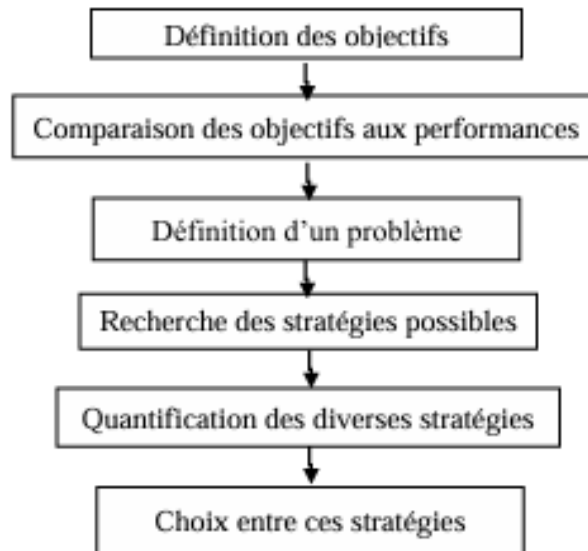 Définition des objectifs
Comparaison des objectifs aux performances
Définition d’un problème
Recherche des stratégies possibles
Quantification des diverses stratégies
Choix entre ces stratégies